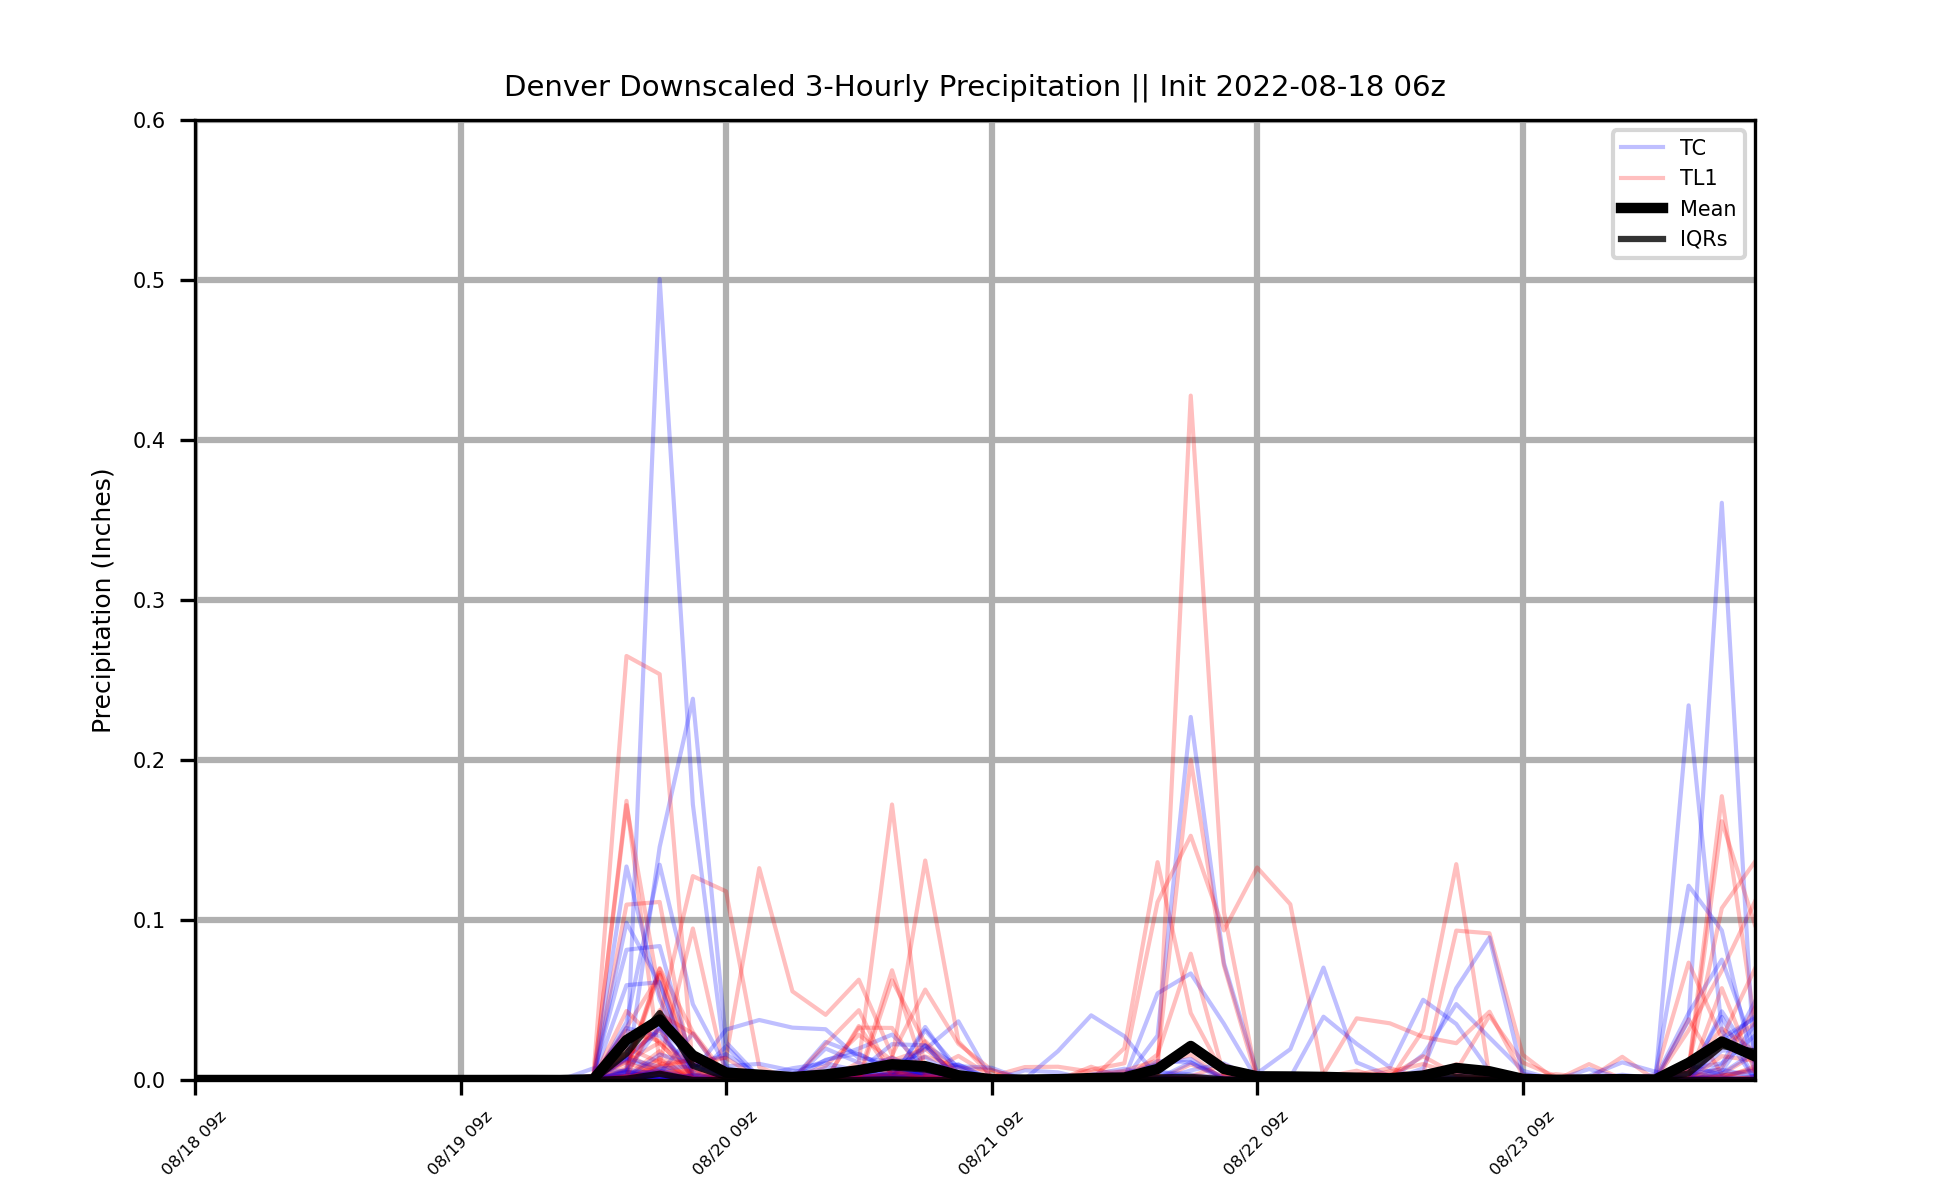 Denver Downscaled 3-Hourly Precipitation || Init 2022-08-18 06z
0.6
0.5
0.4
0.3
0.2
0.1
0.0
Precipitation (Inches)
TC
TL1
Mean
IQRs
08/18 09z
08/19 09z
08/20 09z
08/21 09z
08/22 09z
08/23 09z